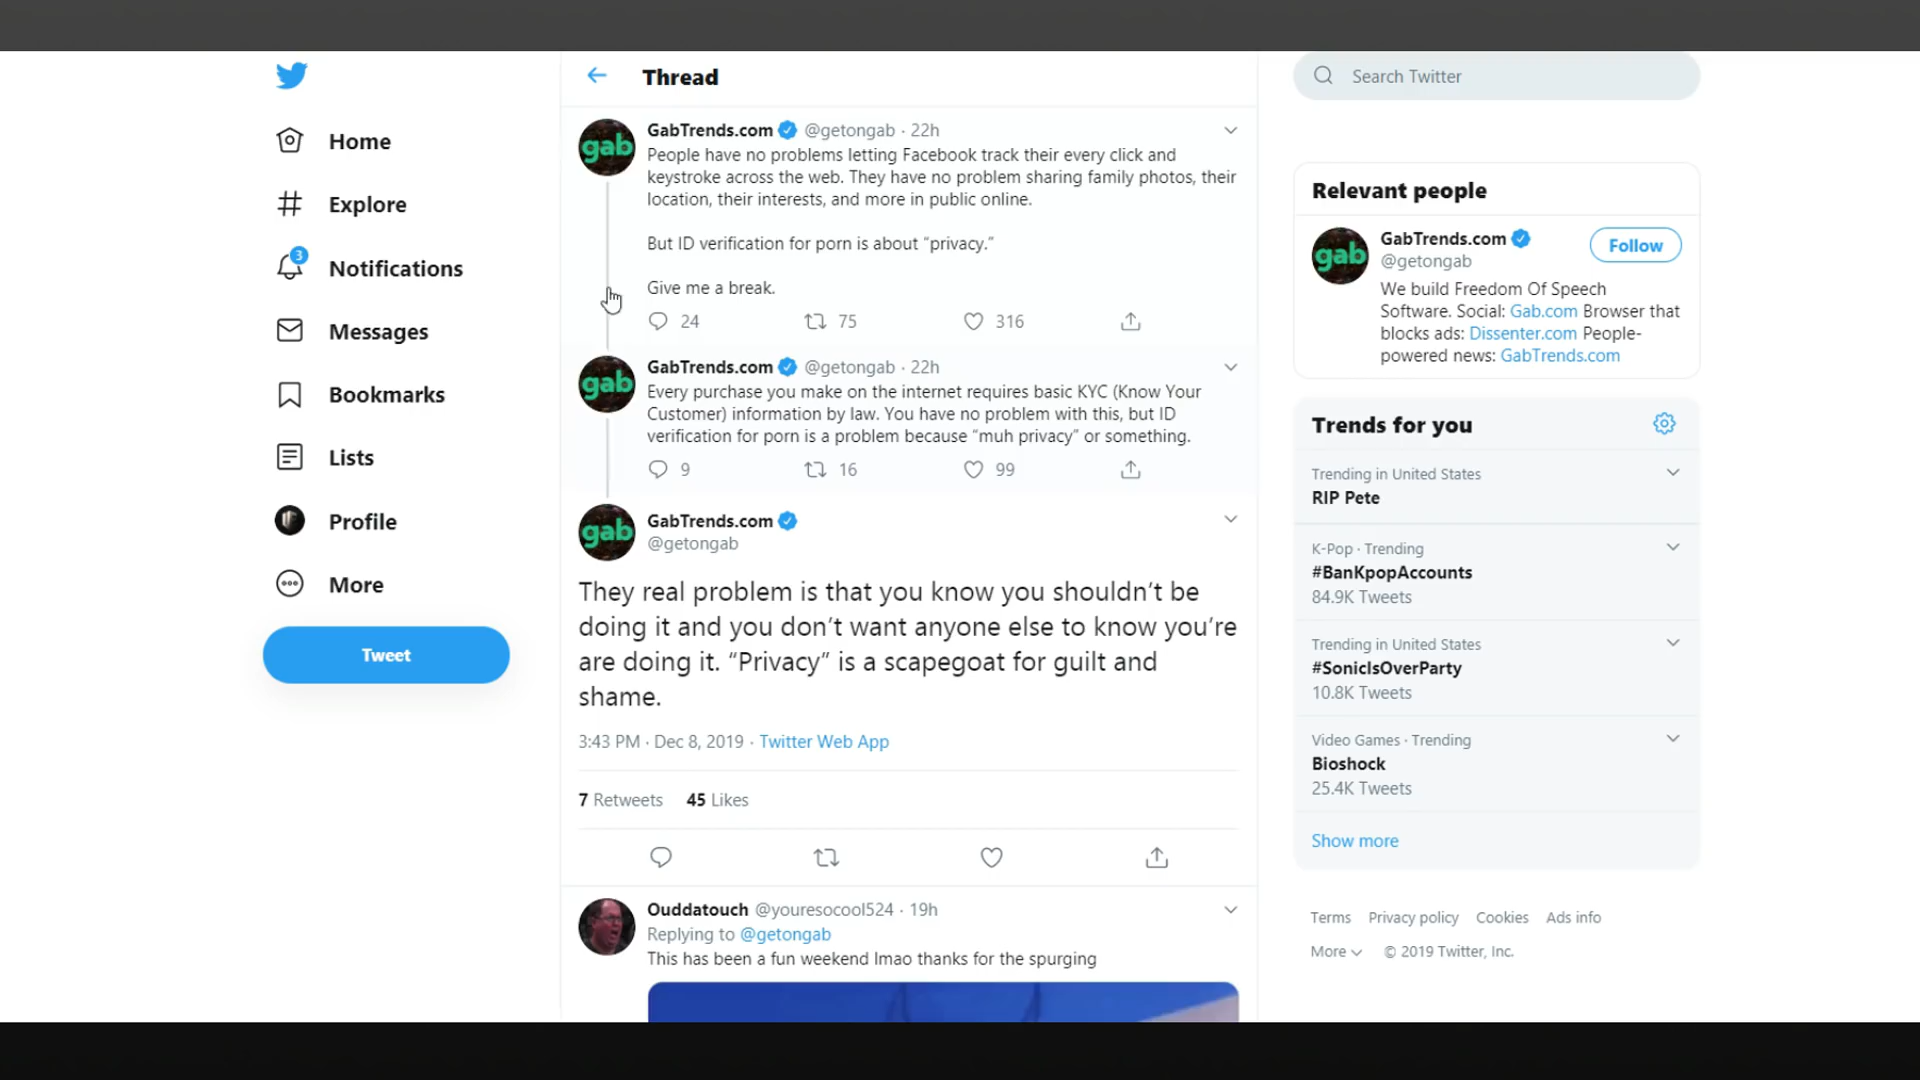 Home
Explore
3
Notifications
Messages
Bookmarks
Lists
Profile
More
Tweet
Thread
gab
GabTrends.com @getongab · 22h
People have no problems letting Facebook track their every click and
keystroke across the web. They have no problem sharing family photos, their
location, their interests, and more in public online.
But ID verification for porn is about “privacy.”
Give me a break.
24 75 316
gab
GabTrends.com @getongab · 22h
Every purchase you make on the internet requires basic KYC (Know Your
Customer) information by law. You have no problem with this, but ID
verification for porn is a problem because “muh privacy” or something.
9 16 99
gab
GabTrends.com
@getongab
They real problem is that you know you shouldn’t be
doing it and you don’t want anyone else to know you’re
are doing it. “Privacy” is a scapegoat for guilt and
shame.
3:43 PM · Dec 8, 2019 · Twitter Web App
7 Retweets 45 Likes
Ouddatouch @youresocool524 · 19h
Replying to @getongab
This has been a fun weekend lmao thanks for the spurging
Search Twitter
Relevant people
gab
GabTrends.com
@getongab
Follow
We build Freedom Of Speech
Software. Social: Gab.com Browser that
blocks ads: Dissenter.com People-
powered news: GabTrends.com
Trends for you
Trending in United States
RIP Pete
K-Pop · Trending
#BanKpopAccounts
84.9K Tweets
Trending in United States
#SonicIsOverParty
10.8K Tweets
Video Games · Trending
Bioshock
25.4K Tweets
Show more
Terms Privacy policy Cookies Ads info
More © 2019 Twitter, Inc.